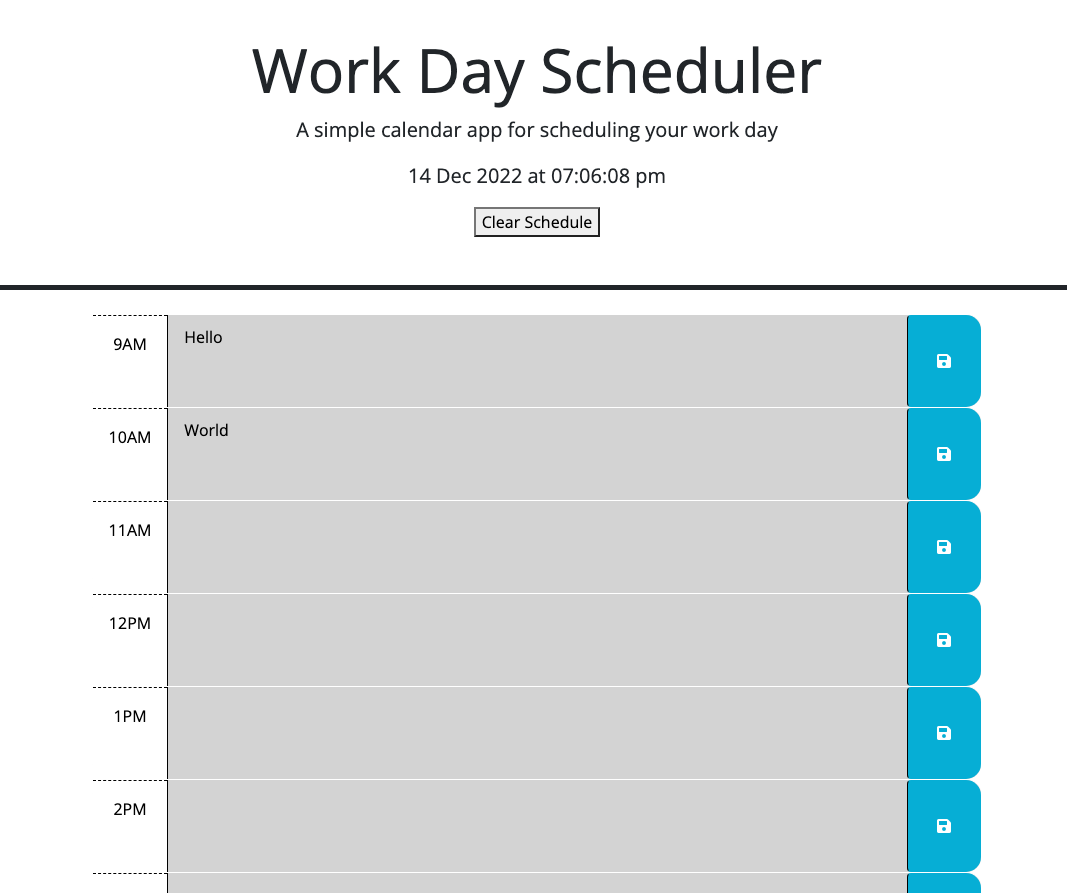 Work Day Scheduler
A simple calendar app for scheduling your work day
14 Dec 2022 at 07:06:08 pm
Clear Schedule
9AM Hello
10AM World
11AM
12PM
1PM
2PM